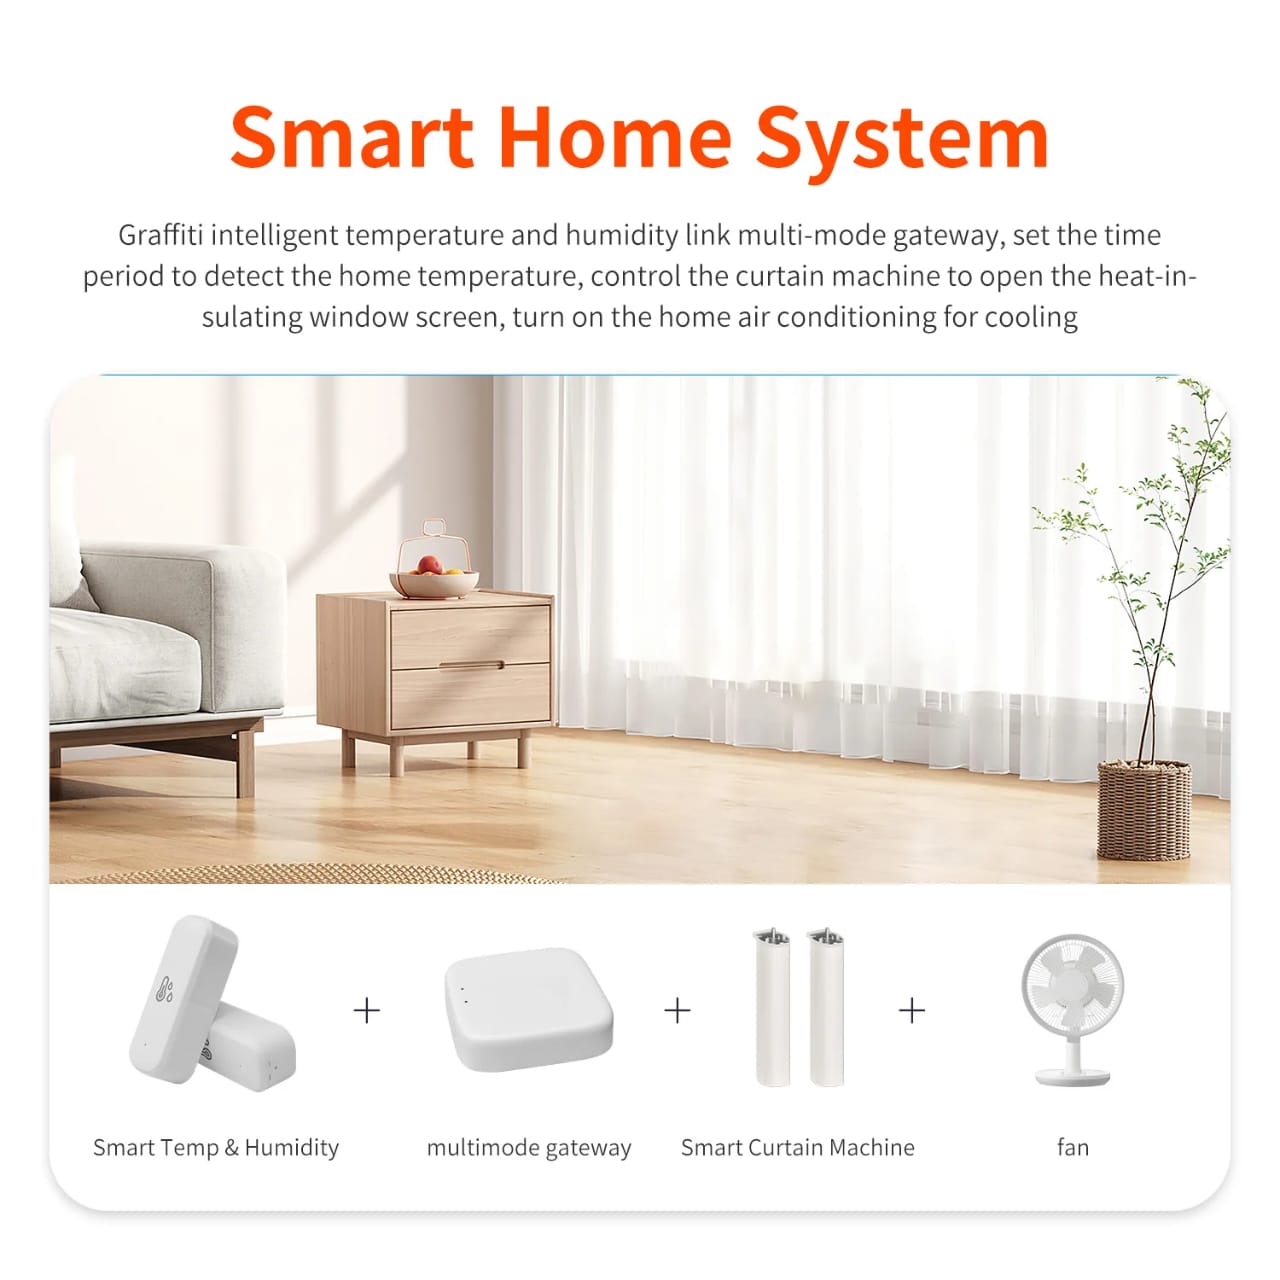 Smart Home System
Graffiti intelligent temperature and humidity link multi-mode gateway, set the time
period to detect the home temperature, control the curtain machine to open the heat-in-
sulating window screen, turn on the home air conditioning for cooling
+ + +
Smart Temp & Humidity multimode gateway Smart Curtain Machine fan